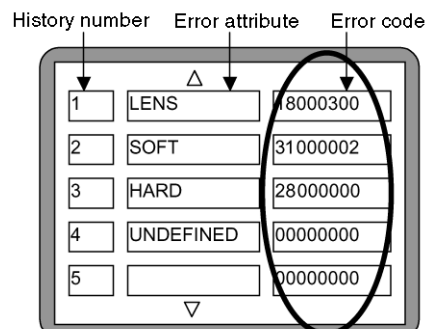 History number Error attribute Error code
1 LENS 18000300
2 SOFT 31000002
3 HARD 28000000
4 UNDEFINED 00000000
5 00000000